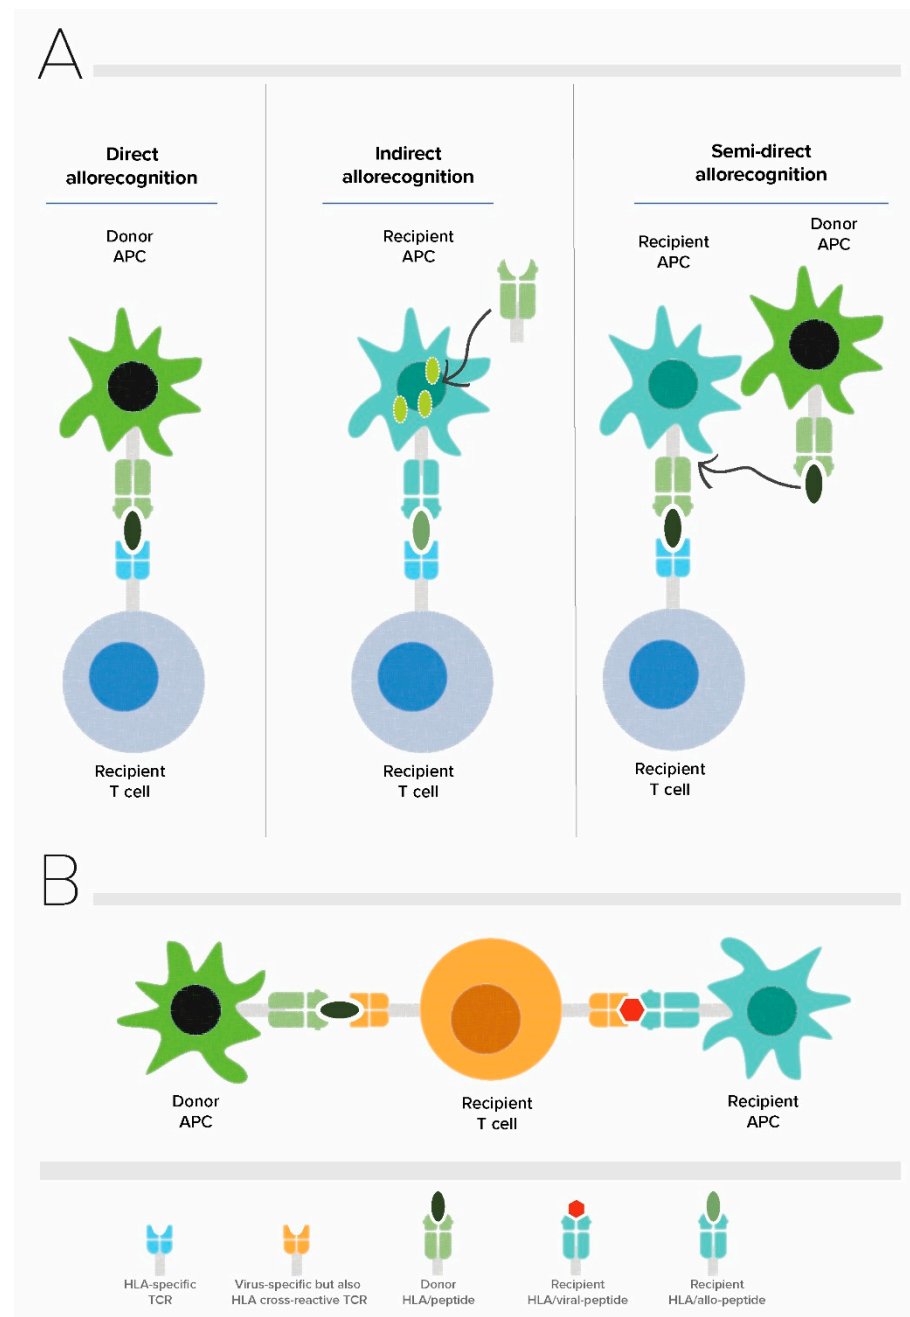 A
Direct
allorecognition
Indirect
allorecognition
Semi-direct
allorecognition
Donor
APC
Recipient
APC
Recipient
APC
Donor
APC
Recipient
T cell
Recipient
T cell
Recipient
T cell
B
Donor
APC
Recipient
T cell
Recipient
APC
HLA-specific
TCR
Virus-specific but also
HLA cross-reactive TCR
Donor
HLA/peptide
Recipient
HLA/viral-peptide
Recipient
HLA/allo-peptide